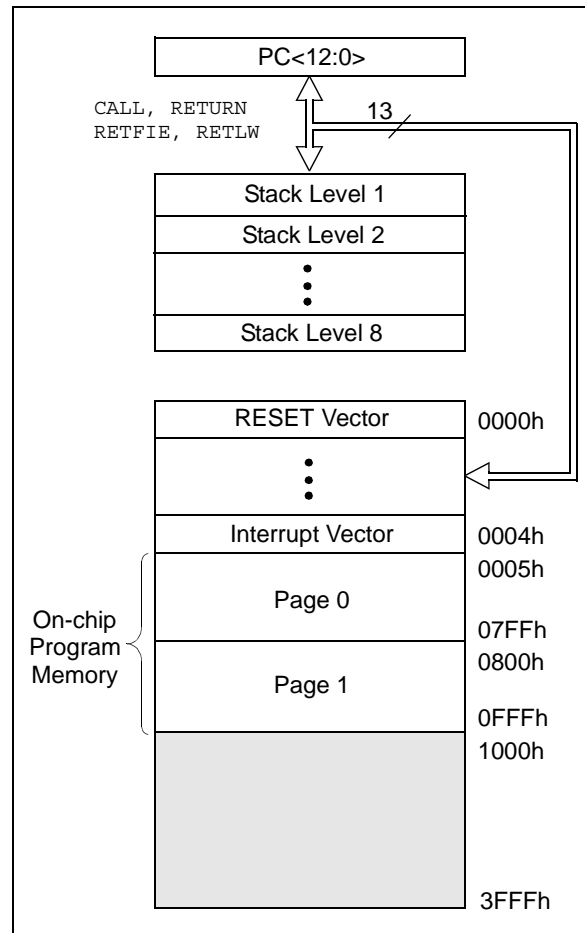 PC<12:0>
CALL, RETURN
RETFIE, RETLW
13
Stack Level 1
Stack Level 2
Stack Level 8
RESET Vector
0000h
Interrupt Vector
0004h
0005h
On-chip
Program
Memory
Page 0
07FFh
0800h
Page 1
0FFFh
1000h
3FFFh